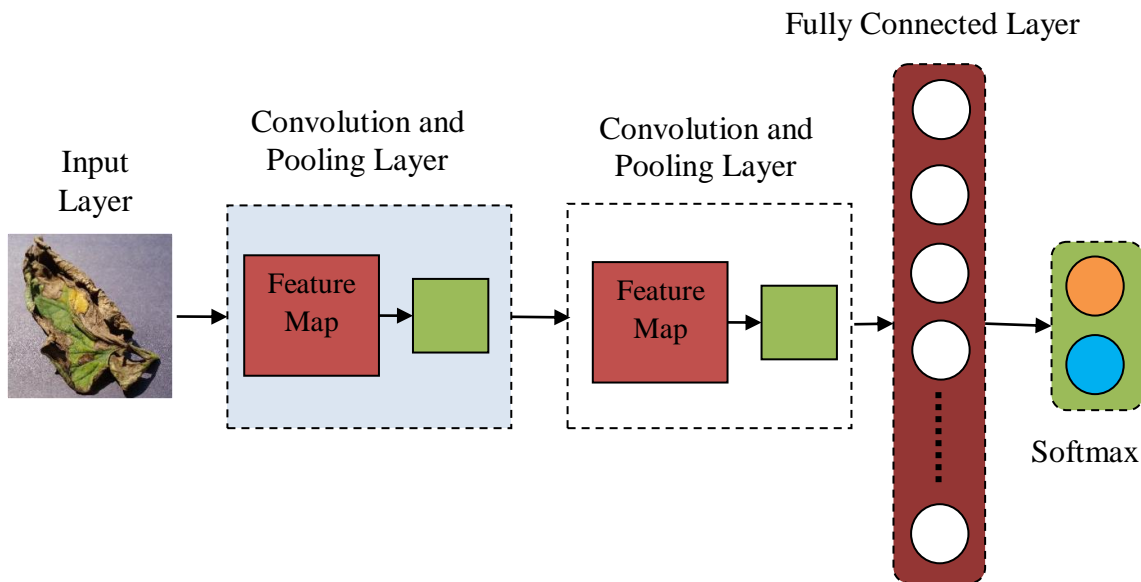 Fully Connected Layer
Convolution and
Pooling Layer
Convolution and
Pooling Layer
Input
Layer
Feature
Map
Feature
Map
Softmax